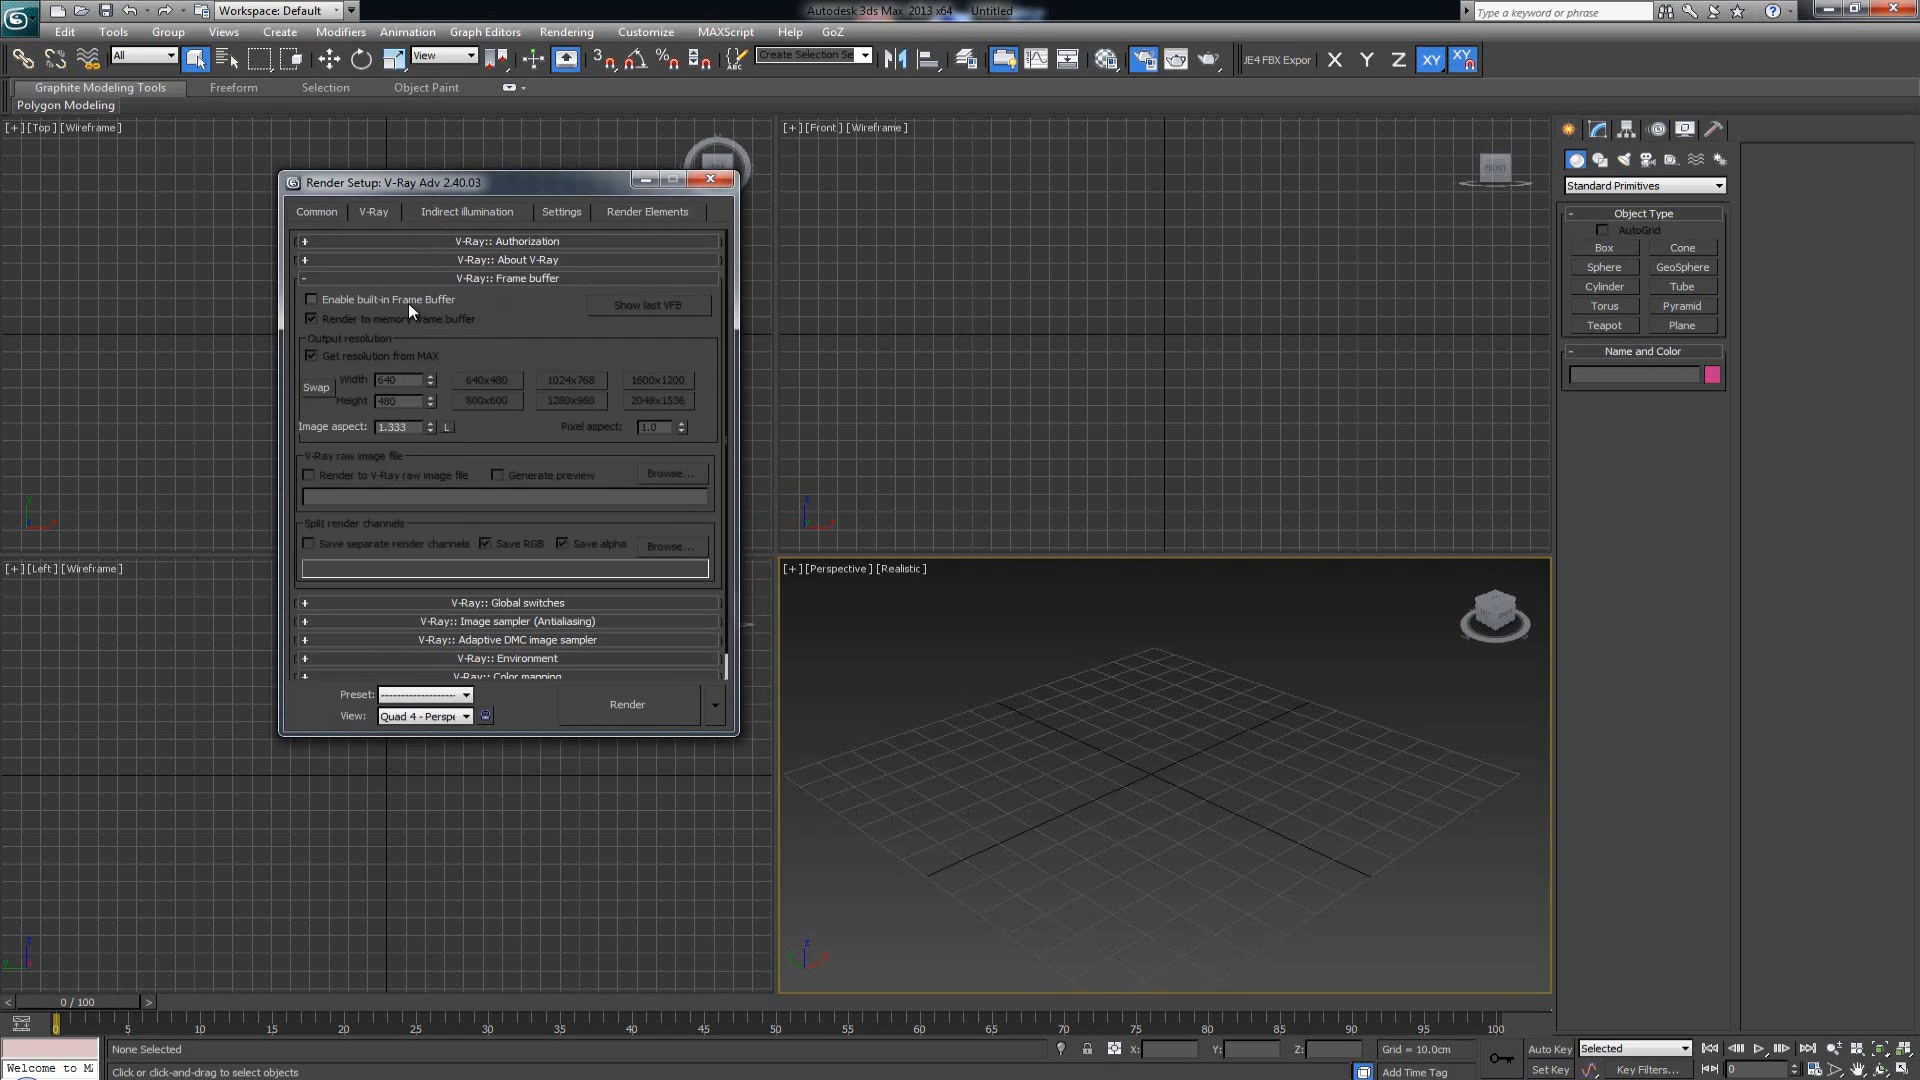 Workspace: Default
Autodesk 3ds Max 2013 x64 Untitled
Type a keyword or phrase
Edit Tools Group Views Create Modifiers Animation Graph Editors Rendering Customize MAXScript Help GoZ
All
View
Create Selection Se
JE4 FBX Expor
X Y Z XY XY
Graphite Modeling Tools Freeform Selection Object Paint
Polygon Modeling
[+][Top][Wireframe]
[+][Front][Wireframe]
FRONT
Render Setup: V-Ray Adv 2.40.03
Common V-Ray Indirect illumination Settings Render Elements
+ V-Ray:: Authorization
+ V-Ray:: About V-Ray
- V-Ray:: Frame buffer
Enable built-in Frame Buffer
Show last VFB
Render to memory frame buffer
Output resolution
Get resolution from MAX
Swap
Width 640 640x480 1024x768 1600x1200
Height 480 800x600 1280x960 2048x1536
Image aspect: 1.333 L Pixel aspect: 1.0
V-Ray raw image file
Render to V-Ray raw image file Generate preview Browse...
Split render channels
Save separate render channels Save RGB Save alpha Browse...
+ V-Ray:: Global switches
+ V-Ray:: Image sampler (Antialiasing)
+ V-Ray:: Adaptive DMC image sampler
+ V-Ray:: Environment
+ V-Ray:: Color mapping
Preset: --------------------
View: Quad 4 - Perspe
Render
[+][Left][Wireframe]
[+][Perspective][Realistic]
Standard Primitives
- Object Type
AutoGrid
Box Cone
Sphere GeoSphere
Cylinder Tube
Torus Pyramid
Teapot Plane
- Name and Color
< 0 / 100 >
0 5 10 15 20 25 30 35 40 45 50 55 60 65 70 75 80 85 90 95 100
None Selected
X: Y: Z:
Grid = 10.0cm
Auto Key Selected
Welcome to MA
Click or click-and-drag to select objects
Add Time Tag
Set Key Key Filters...
0